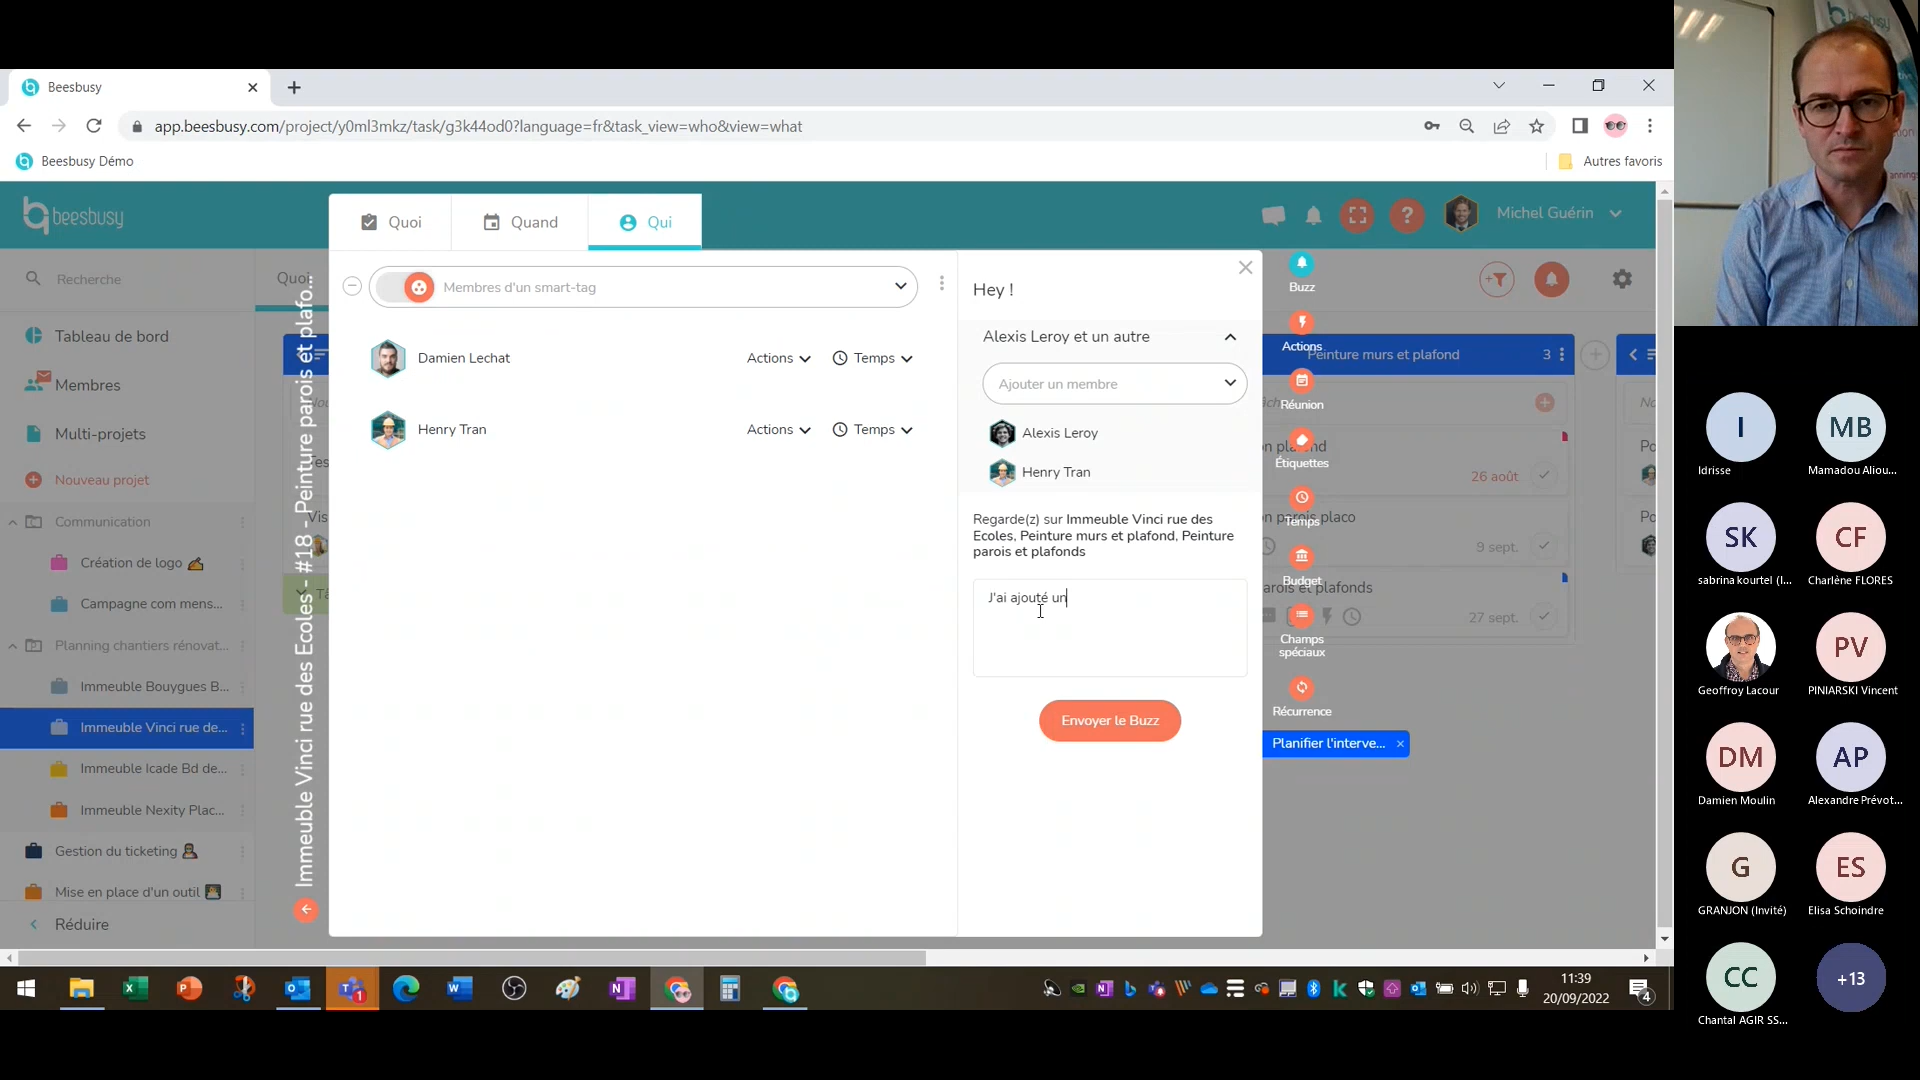 Beesbusy
app.beesbusy.com/project/y0ml3mkz/task/g3k44od0?language=fr&task_view=who&view=what
Beesbusy Démo
Autres favoris
beesbusy
Quoi
Quand
Qui
Michel Guérin
Recherche
Quoi
Tableau de bord
Membres
Multi-projets
Nouveau projet
Communication
Création de logo
Campagne com mens...
Planning chantiers rénovat...
Immeuble Bouygues B...
Immeuble Vinci rue de...
Immeuble Icade Bd de...
Immeuble Nexity Plac...
Gestion du ticketing
Mise en place d'un outil
Réduire
Immeuble Vinci rue des Ecoles - #18 - Peinture parois et plafo...
Membres d'un smart-tag
Damien Lechat
Actions
Temps
Henry Tran
Actions
Temps
Hey !
Alexis Leroy et un autre
Ajouter un membre
Alexis Leroy
Henry Tran
Regarde(z) sur Immeuble Vinci rue des
Ecoles, Peinture murs et plafond, Peinture
parois et plafonds
J'ai ajouté un
Envoyer le Buzz
Buzz
Actions
Réunion
Étiquettes
Temps
Budget
Champs
spéciaux
Récurrence
Peinture murs et plafond
3
26 août
9 sept.
27 sept.
Planifier l'interve...
11:39
20/09/2022
4
1
I
Idrisse
MB
Mamadou Aliou...
SK
sabrina kourtel (I...
CF
Charlène FLORES
Geoffroy Lacour
PV
PINIARSKI Vincent
DM
Damien Moulin
AP
Alexandre Prévot...
G
GRANJON (Invité)
ES
Elisa Schoindre
CC
Chantal AGIR SS...
+13